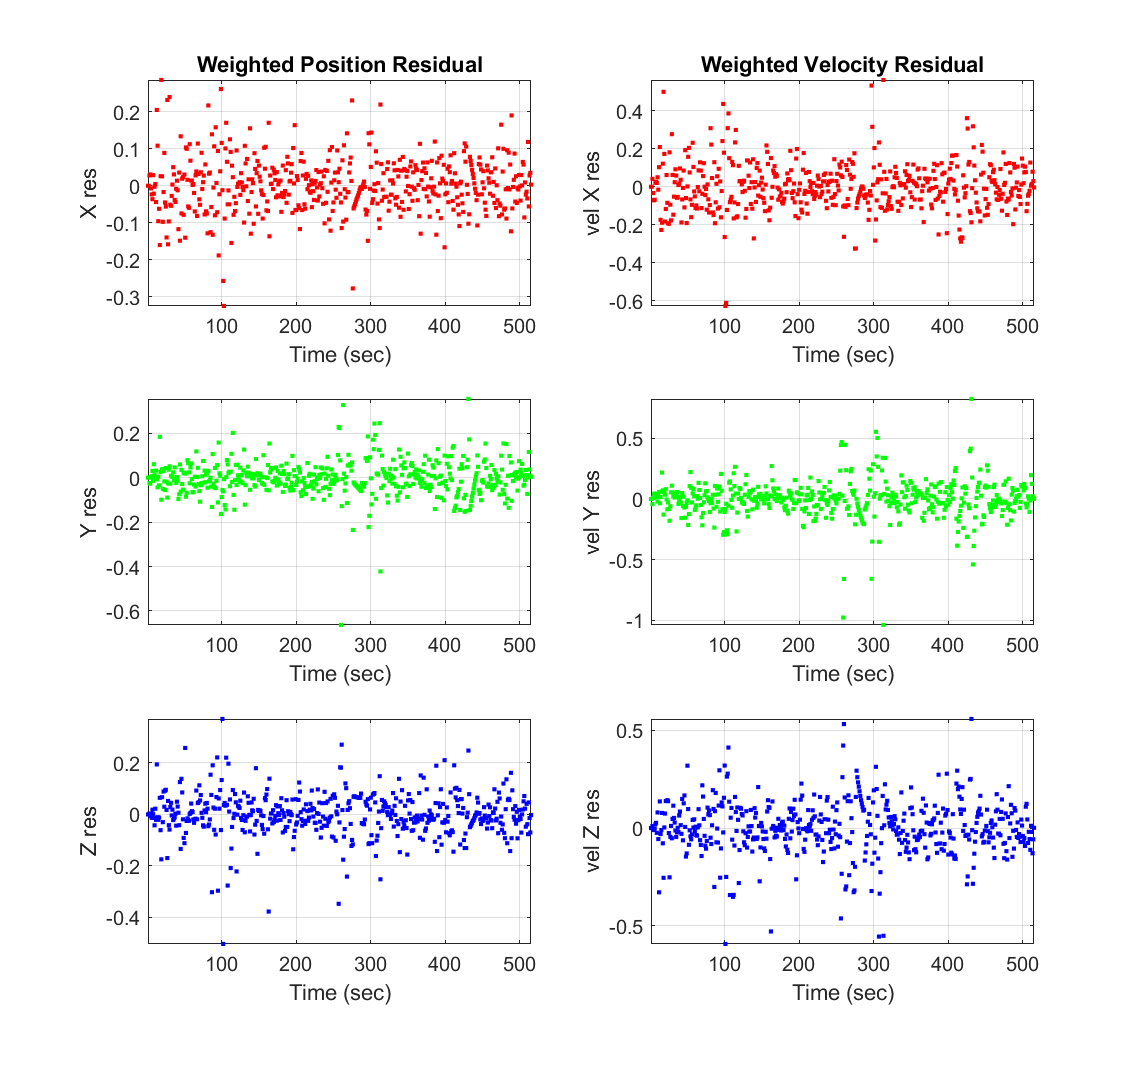 Weighted Position Residual
X res
0.2
0.1
0
-0.1
-0.2
-0.3
100 200 300 400 500
Time (sec)
Weighted Velocity Residual
vel X res
0.4
0.2
0
-0.2
-0.4
-0.6
100 200 300 400 500
Time (sec)
Y res
0.2
0
-0.2
-0.4
-0.6
100 200 300 400 500
Time (sec)
vel Y res
0.5
0
-0.5
-1
100 200 300 400 500
Time (sec)
Z res
0.2
0
-0.2
-0.4
100 200 300 400 500
Time (sec)
vel Z res
0.5
0
-0.5
100 200 300 400 500
Time (sec)